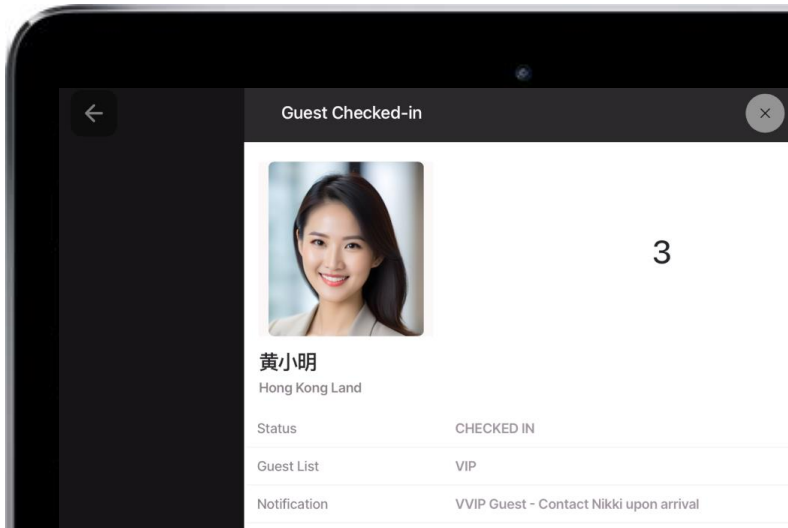 Guest Checked-in
3
黄小明
Hong Kong Land
Status CHECKED IN
Guest List VIP
Notification VVIP Guest - Contact Nikki upon arrival